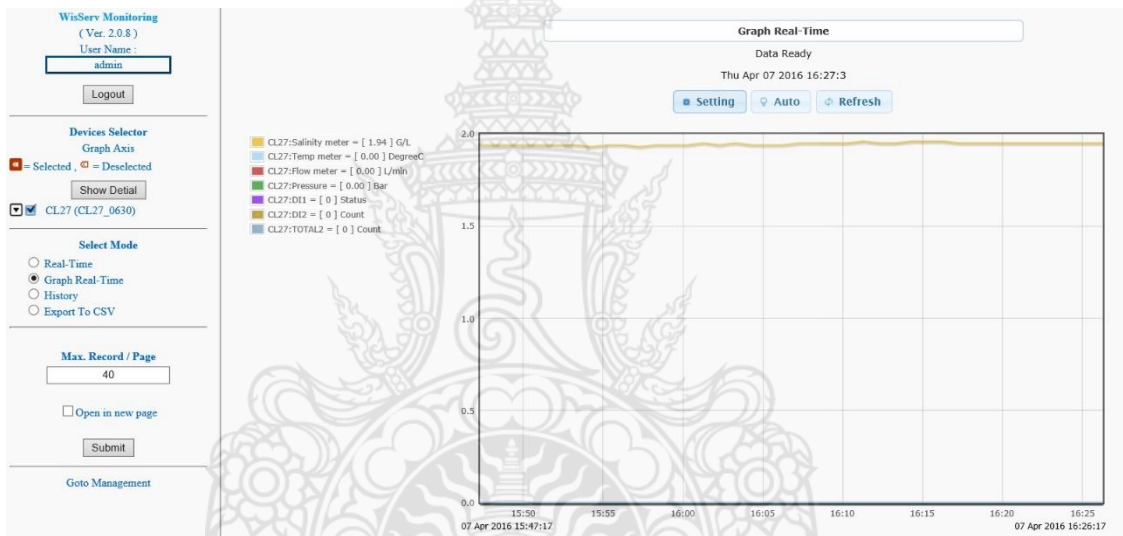 WisServ Monitoring
( Ver. 2.0.8 )
User Name :
admin
Logout
Devices Selector
Graph Axis
= Selected , = Deselected
Show Detial
CL27 (CL27_0630)
Select Mode
Real-Time
Graph Real-Time
History
Export To CSV
Max. Record / Page
40
Open in new page
Submit
Goto Management
Graph Real-Time
Data Ready
Thu Apr 07 2016 16:27:3
Setting Auto Refresh
CL27:Salinity meter = [ 1.94 ] G/L
CL27:Temp meter = [ 0.00 ] DegreeC
CL27:Flow meter = [ 0.00 ] L/min
CL27:Pressure = [ 0.00 ] Bar
CL27:DI1 = [ 0 ] Status
CL27:DI2 = [ 0 ] Count
CL27:TOTAL2 = [ 0 ] Count
2.0
1.5
1.0
0.5
0.0
15:50 15:55 16:00 16:05 16:10 16:15 16:20 16:25
07 Apr 2016 15:47:17 07 Apr 2016 16:26:17